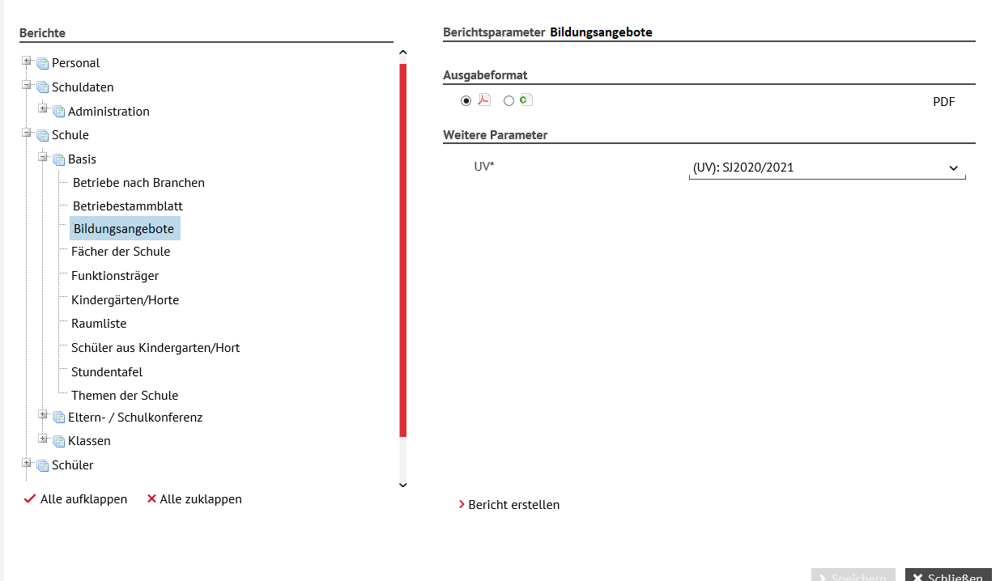 Berichte
Personal
Schuldaten
Administration
Schule
Basis
Betriebe nach Branchen
Betriebestammblatt
Bildungsangebote
Fächer der Schule
Funktionsträger
Kindergärten/Horte
Raumliste
Schüler aus Kindergarten/Hort
Stundentafel
Themen der Schule
Eltern- / Schulkonferenz
Klassen
Schüler
Alle aufklappen Alle zuklappen
Berichtsparameter Bildungsangebote
Ausgabeformat
PDF
Weitere Parameter
UV* (UV): SJ2020/2021
Bericht erstellen
Speichern Schließen